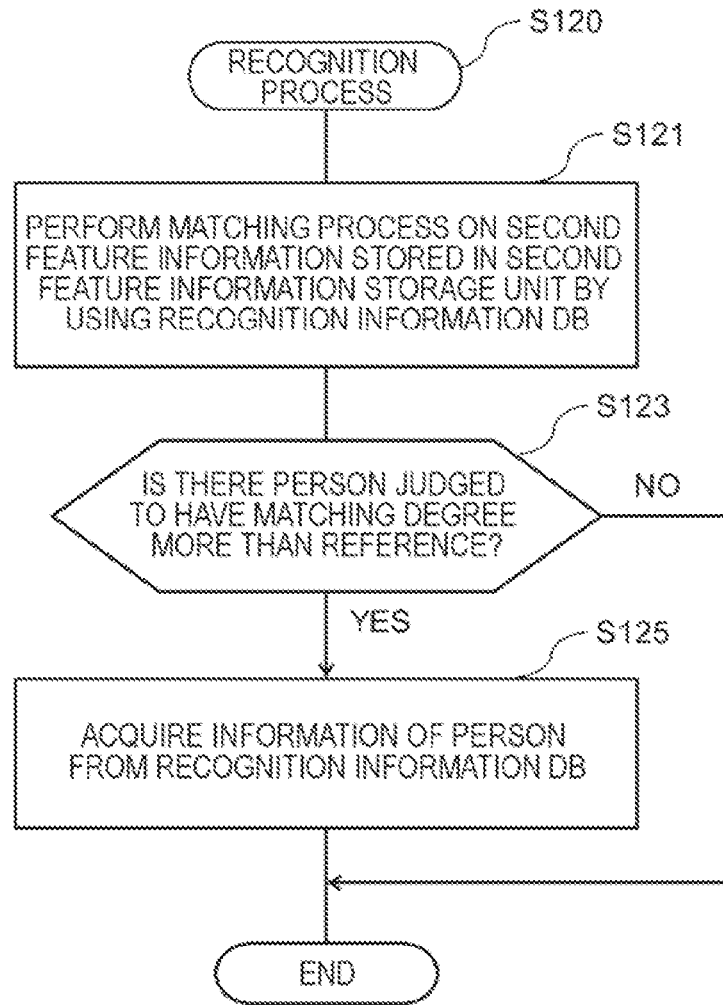 S120
RECOGNITION
PROCESS
S121
PERFORM MATCHING PROCESS ON SECOND
FEATURE INFORMATION STORED IN SECOND
FEATURE INFORMATION STORAGE UNIT BY
USING RECOGNITION INFORMATION DB
S123
IS THERE PERSON JUDGED
TO HAVE MATCHING DEGREE
MORE THAN REFERENCE?
NO
YES
S125
ACQUIRE INFORMATION OF PERSON
FROM RECOGNITION INFORMATION DB
END